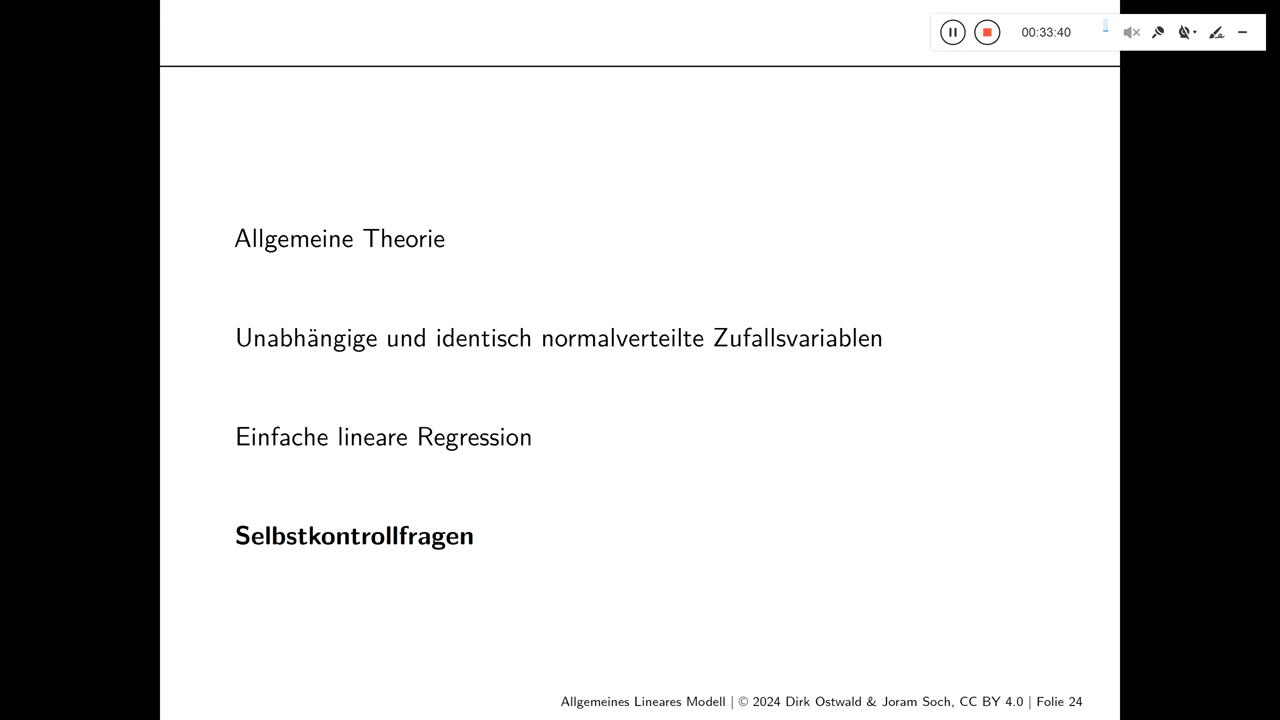 00:33:40
Allgemeine Theorie
Unabhängige und identisch normalverteilte Zufallsvariablen
Einfache lineare Regression
Selbstkontrollfragen
Allgemeines Lineares Modell | © 2024 Dirk Ostwald & Joram Soch, CC BY 4.0 | Folie 24